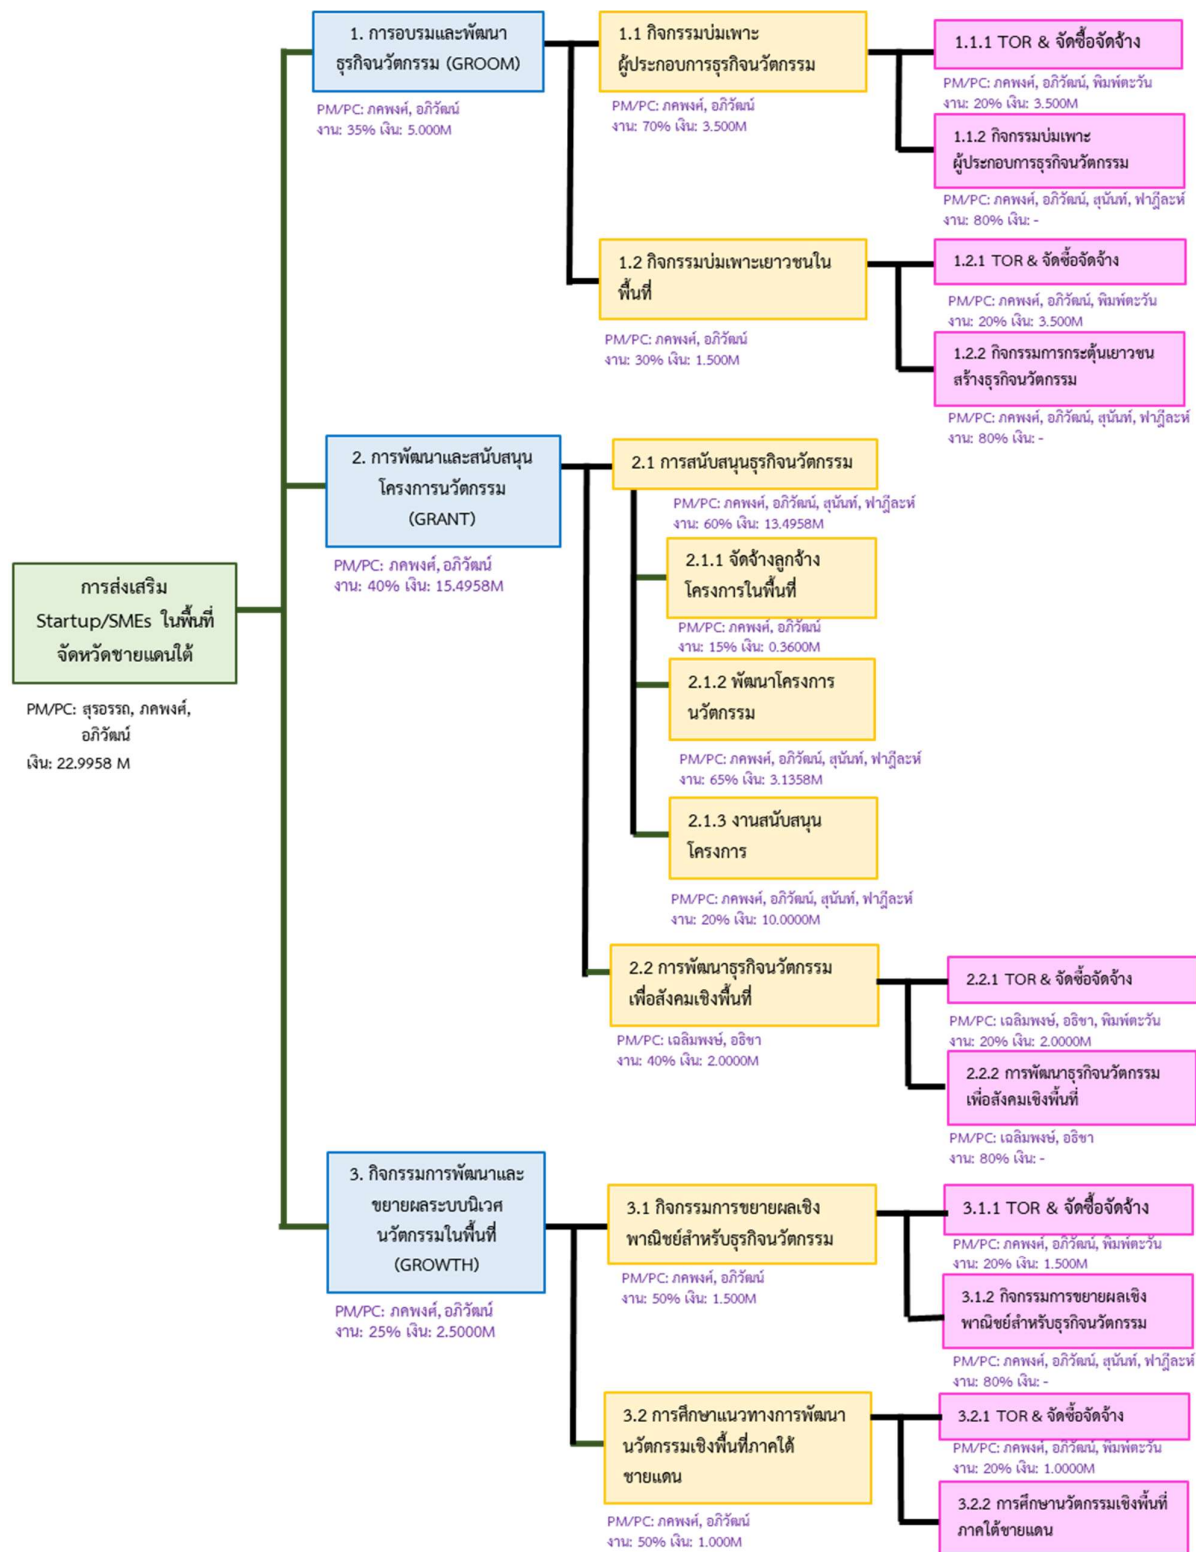 การส่งเสริม
Startup/SMEs ในพื้นที่
จัดหวัดชายแดนใต้
PM/PC: สุรอรรถ, ภคพงศ์,
อภิวัฒน์
เงิน: 22.9958 M
1. การอบรมและพัฒนา
ธุรกิจนวัตกรรม (GROOM)
PM/PC: ภคพงศ์, อภิวัฒน์
งาน: 35% เงิน: 5.000M
1.1 กิจกรรมบ่มเพาะ
ผู้ประกอบการธุรกิจนวัตกรรม
PM/PC: ภคพงศ์, อภิวัฒน์
งาน: 70% เงิน: 3.500M
1.1.1 TOR & จัดซื้อจัดจ้าง
PM/PC: ภคพงศ์, อภิวัฒน์, พิมพ์ตะวัน
งาน: 20% เงิน: 3.500M
1.1.2 กิจกรรมบ่มเพาะ
ผู้ประกอบการธุรกิจนวัตกรรม
PM/PC: ภคพงศ์, อภิวัฒน์, สุนันท์, ฟาฎีละห์
งาน: 80% เงิน: -
1.2 กิจกรรมบ่มเพาะเยาวชนใน
พื้นที่
PM/PC: ภคพงศ์, อภิวัฒน์
งาน: 30% เงิน: 1.500M
1.2.1 TOR & จัดซื้อจัดจ้าง
PM/PC: ภคพงศ์, อภิวัฒน์, พิมพ์ตะวัน
งาน: 20% เงิน: 3.500M
1.2.2 กิจกรรมการกระตุ้นเยาวชน
สร้างธุรกิจนวัตกรรม
PM/PC: ภคพงศ์, อภิวัฒน์, สุนันท์, ฟาฎีละห์
งาน: 80% เงิน: -
2. การพัฒนาและสนับสนุน
โครงการนวัตกรรม
(GRANT)
PM/PC: ภคพงศ์, อภิวัฒน์
งาน: 40% เงิน: 15.4958M
2.1 การสนับสนุนธุรกิจนวัตกรรม
PM/PC: ภคพงศ์, อภิวัฒน์, สุนันท์, ฟาฎีละห์
งาน: 60% เงิน: 13.4958M
2.1.1 จัดจ้างลูกจ้าง
โครงการในพื้นที่
PM/PC: ภคพงศ์, อภิวัฒน์
งาน: 15% เงิน: 0.3600M
2.1.2 พัฒนาโครงการ
นวัตกรรม
PM/PC: ภคพงศ์, อภิวัฒน์, สุนันท์, ฟาฎีละห์
งาน: 65% เงิน: 3.1358M
2.1.3 งานสนับสนุน
โครงการ
PM/PC: ภคพงศ์, อภิวัฒน์, สุนันท์, ฟาฎีละห์
งาน: 20% เงิน: 10.0000M
2.2 การพัฒนาธุรกิจนวัตกรรม
เพื่อสังคมเชิงพื้นที่
PM/PC: เฉลิมพงษ์, อธิชา
งาน: 40% เงิน: 2.0000M
2.2.1 TOR & จัดซื้อจัดจ้าง
PM/PC: เฉลิมพงษ์, อธิชา, พิมพ์ตะวัน
งาน: 20% เงิน: 2.0000M
2.2.2 การพัฒนาธุรกิจนวัตกรรม
เพื่อสังคมเชิงพื้นที่
PM/PC: เฉลิมพงษ์, อธิชา
งาน: 80% เงิน: -
3. กิจกรรมการพัฒนาและ
ขยายผลระบบนิเวศ
นวัตกรรมในพื้นที่
(GROWTH)
PM/PC: ภคพงศ์, อภิวัฒน์
งาน: 25% เงิน: 2.5000M
3.1 กิจกรรมการขยายผลเชิง
พาณิชย์สำหรับธุรกิจนวัตกรรม
PM/PC: ภคพงศ์, อภิวัฒน์
งาน: 50% เงิน: 1.500M
3.1.1 TOR & จัดซื้อจัดจ้าง
PM/PC: ภคพงศ์, อภิวัฒน์, พิมพ์ตะวัน
งาน: 20% เงิน: 1.500M
3.1.2 กิจกรรมการขยายผลเชิง
พาณิชย์สำหรับธุรกิจนวัตกรรม
PM/PC: ภคพงศ์, อภิวัฒน์, สุนันท์, ฟาฎีละห์
งาน: 80% เงิน: -
3.2 การศึกษาแนวทางการพัฒนา
นวัตกรรมเชิงพื้นที่ภาคใต้
ชายแดน
PM/PC: ภคพงศ์, อภิวัฒน์
งาน: 50% เงิน: 1.000M
3.2.1 TOR & จัดซื้อจัดจ้าง
PM/PC: ภคพงศ์, อภิวัฒน์, พิมพ์ตะวัน
งาน: 20% เงิน: 1.0000M
3.2.2 การศึกษานวัตกรรมเชิงพื้นที่
ภาคใต้ชายแดน